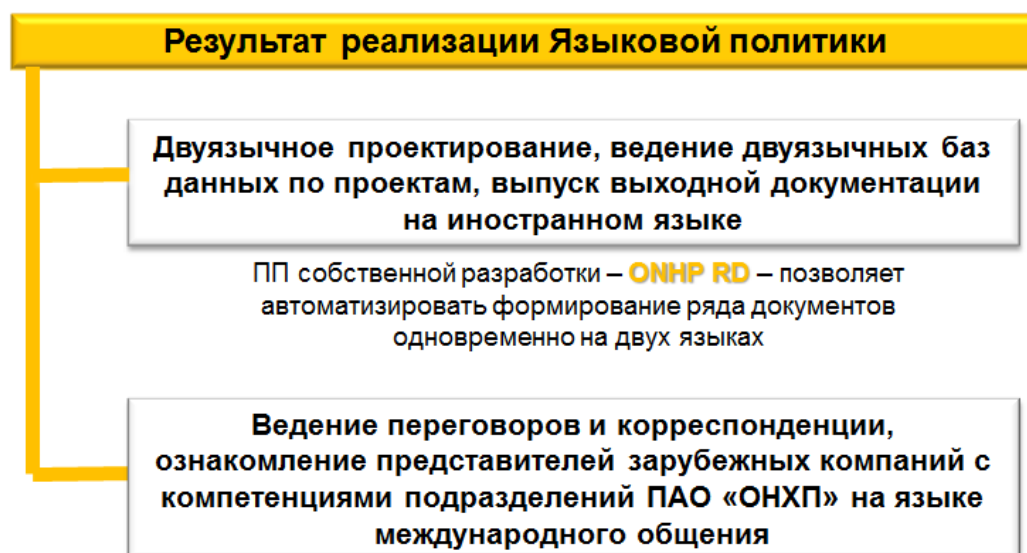 Результат реализации Языковой политики
Двуязычное проектирование, ведение двуязычных баз
данных по проектам, выпуск выходной документации
на иностранном языке
ПП собственной разработки – ONHP RD – позволяет
автоматизировать формирование ряда документов
одновременно на двух языках
Ведение переговоров и корреспонденции,
ознакомление представителей зарубежных компаний с
компетенциями подразделений ПАО «ОНХП» на языке
международного общения